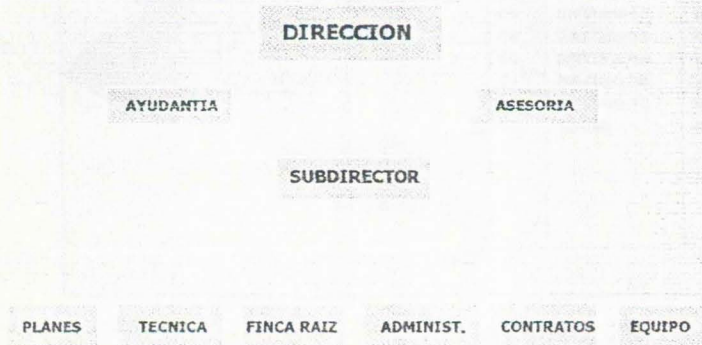 DIRECCION
AYUDANTIA ASESORIA
SUBDIRECTOR
PLANES TECNICA FINCA RAIZ ADMINIST. CONTRATOS EQUIPO